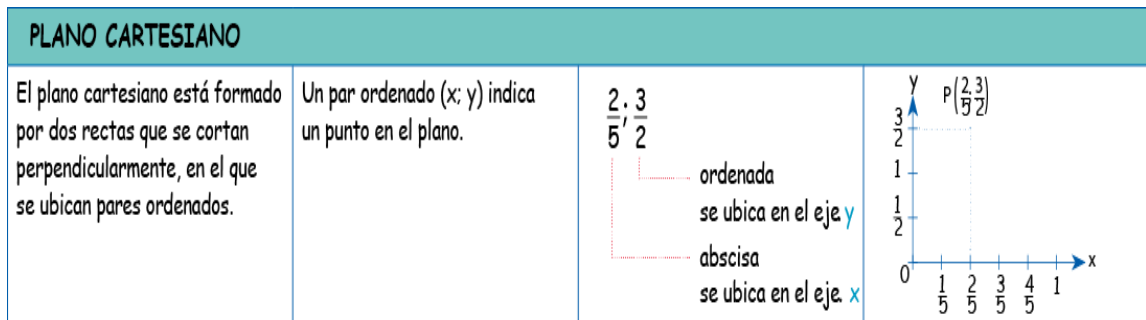 PLANO CARTESIANO
El plano cartesiano está formado
por dos rectas que se cortan
perpendicularmente, en el que
se ubican pares ordenados.
Un par ordenado (x; y) indica
un punto en el plano.
2/5; 3/2
ordenada
se ubica en el eje. y
abscisa
se ubica en el eje. x
y
P(2/5; 3/2)
3/2
1
1/2
0
1/5 2/5 3/5 4/5 1
x